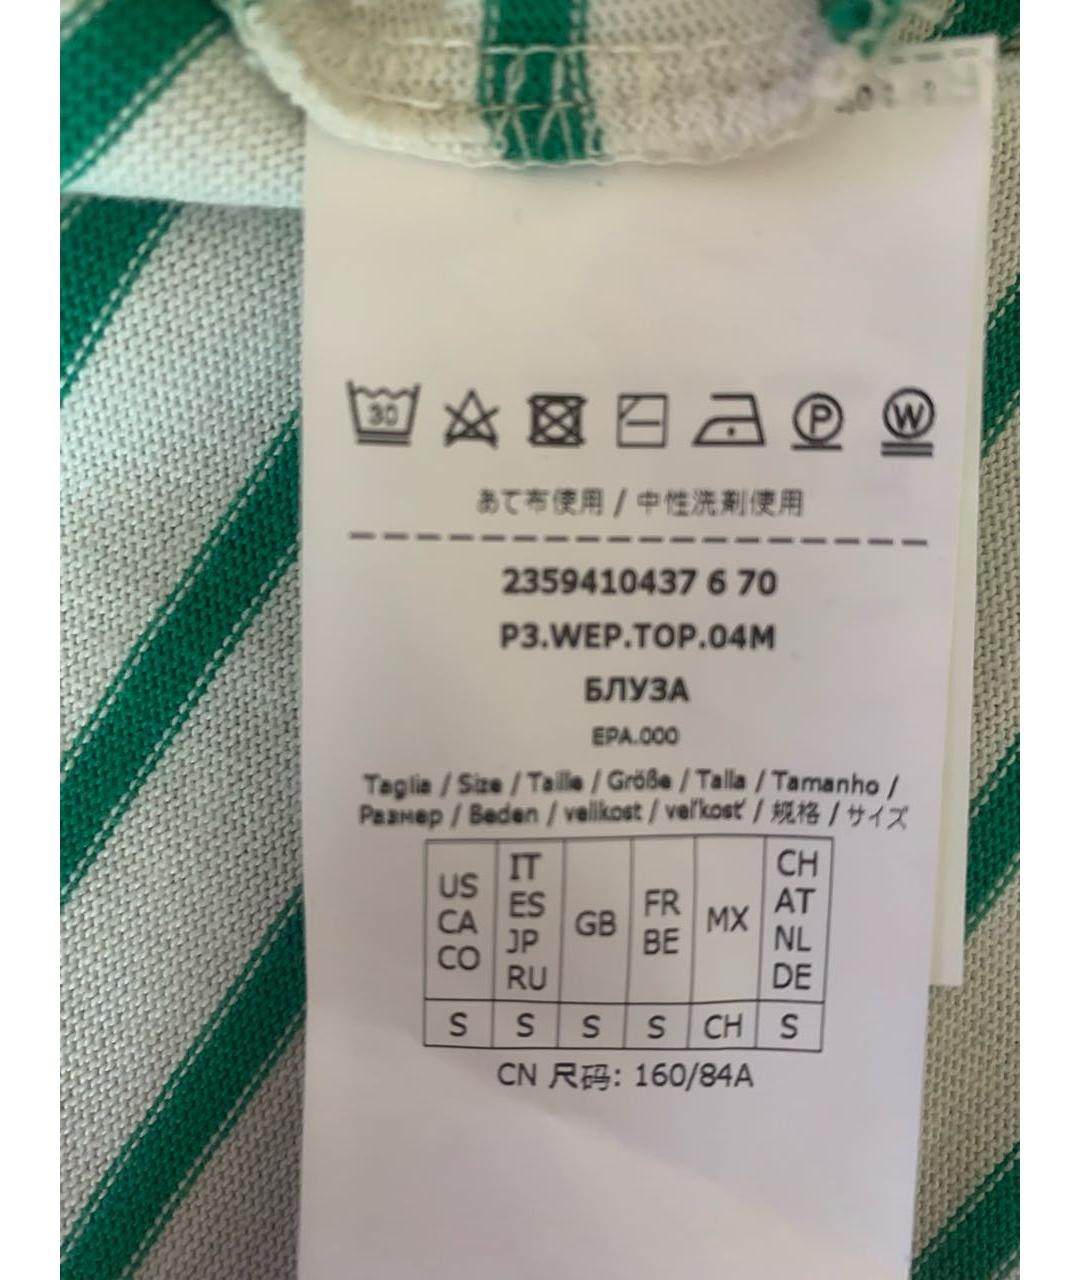 30
P
W
あて布使用 / 中性洗剤使用
2359410437 6 70
P3.WEP.TOP.04M
БЛУЗА
EPA.000
Taglia / Size / Taille / Größe / Talla / Tamanho /
Размер / Beden / velikost / veľkosť / 规格 / サイズ
US CA CO
IT ES JP RU
GB
FR BE
MX
CH AT NL DE
S S S S CH S
CN 尺码: 160/84A